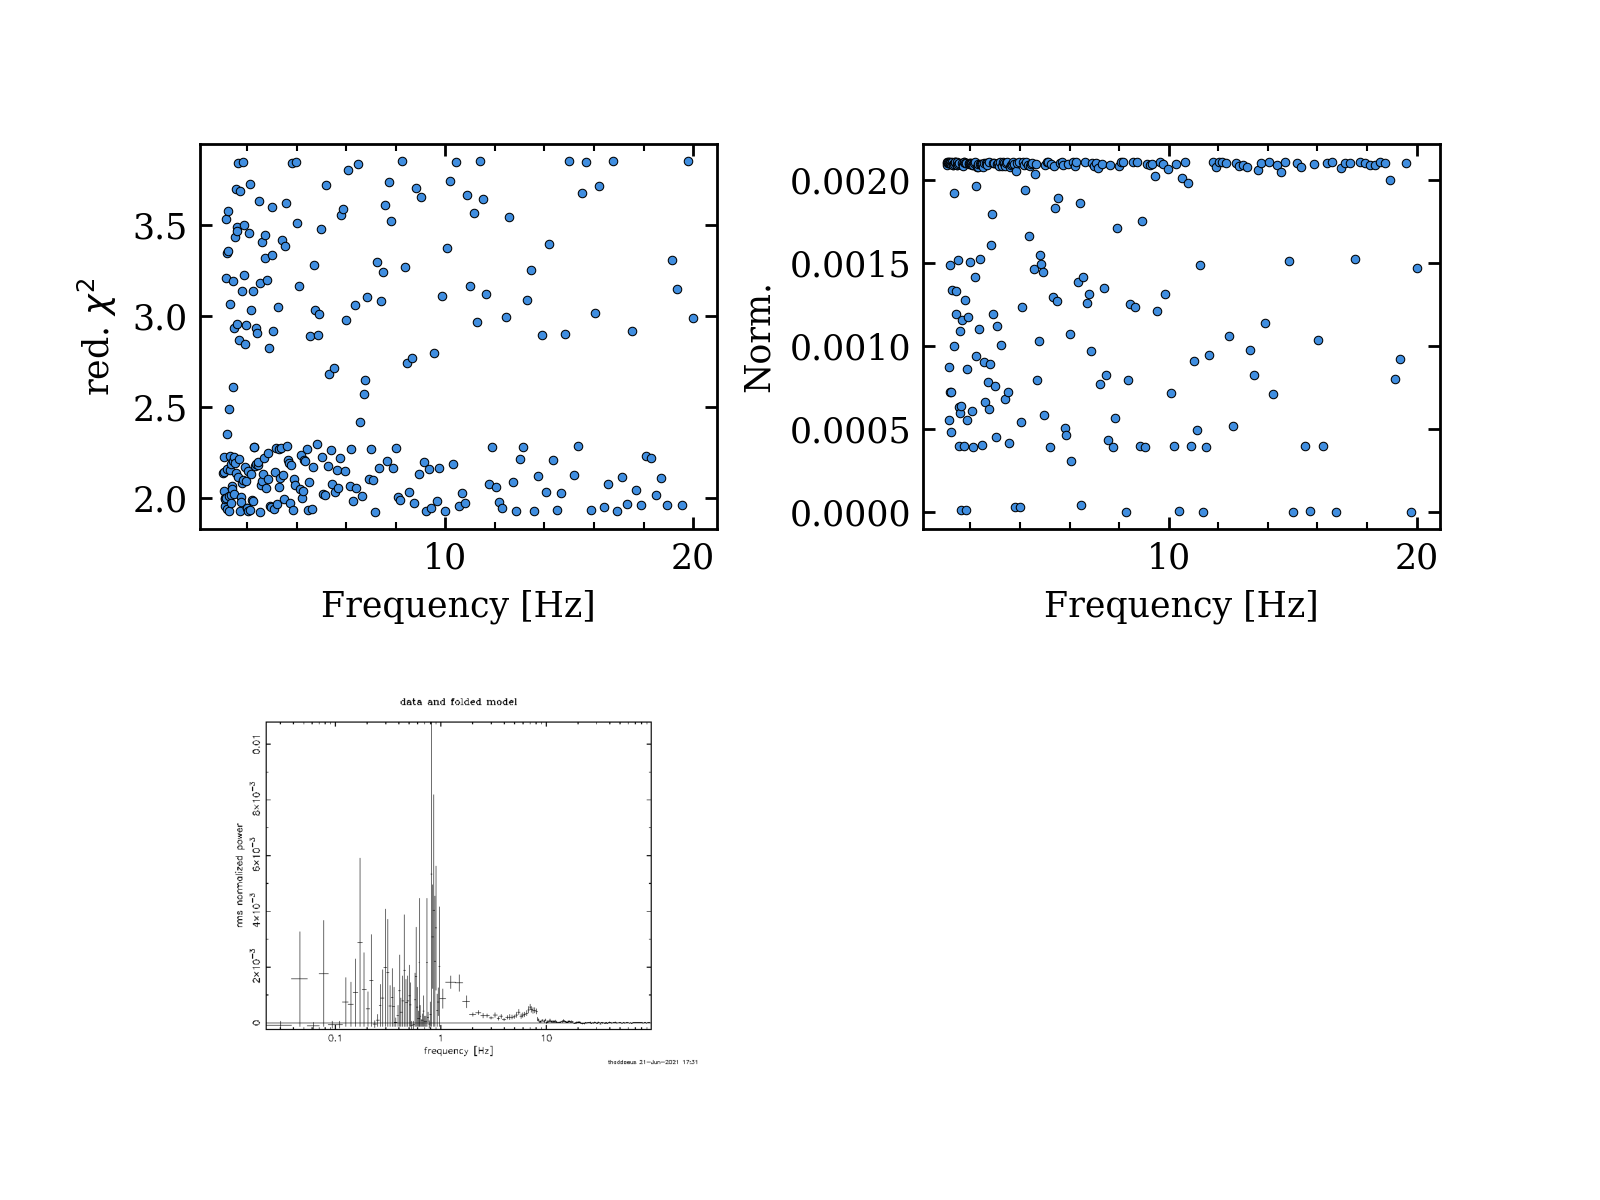 3.5
3.0
2.5
2.0
red. χ²
10 20
Frequency [Hz]
0.0020
0.0015
0.0010
0.0005
0.0000
Norm.
10 20
Frequency [Hz]
data and folded model
0.01
8×10⁻³
6×10⁻³
4×10⁻³
2×10⁻³
0
rms normalized power
0.1 1 10
frequency [Hz]
thaddaeus 21-Jun-2021 17:31